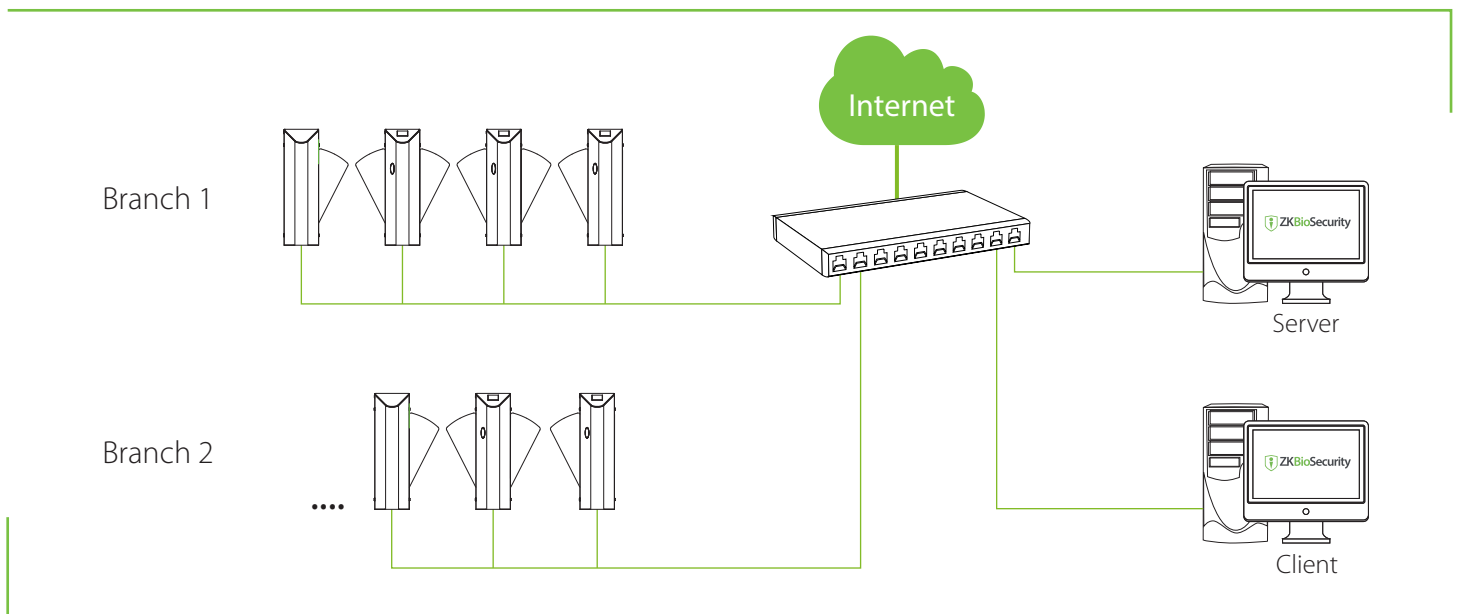 Internet
Branch 1
ZKBioSecurity
Server
Branch 2
....
ZKBioSecurity
Client